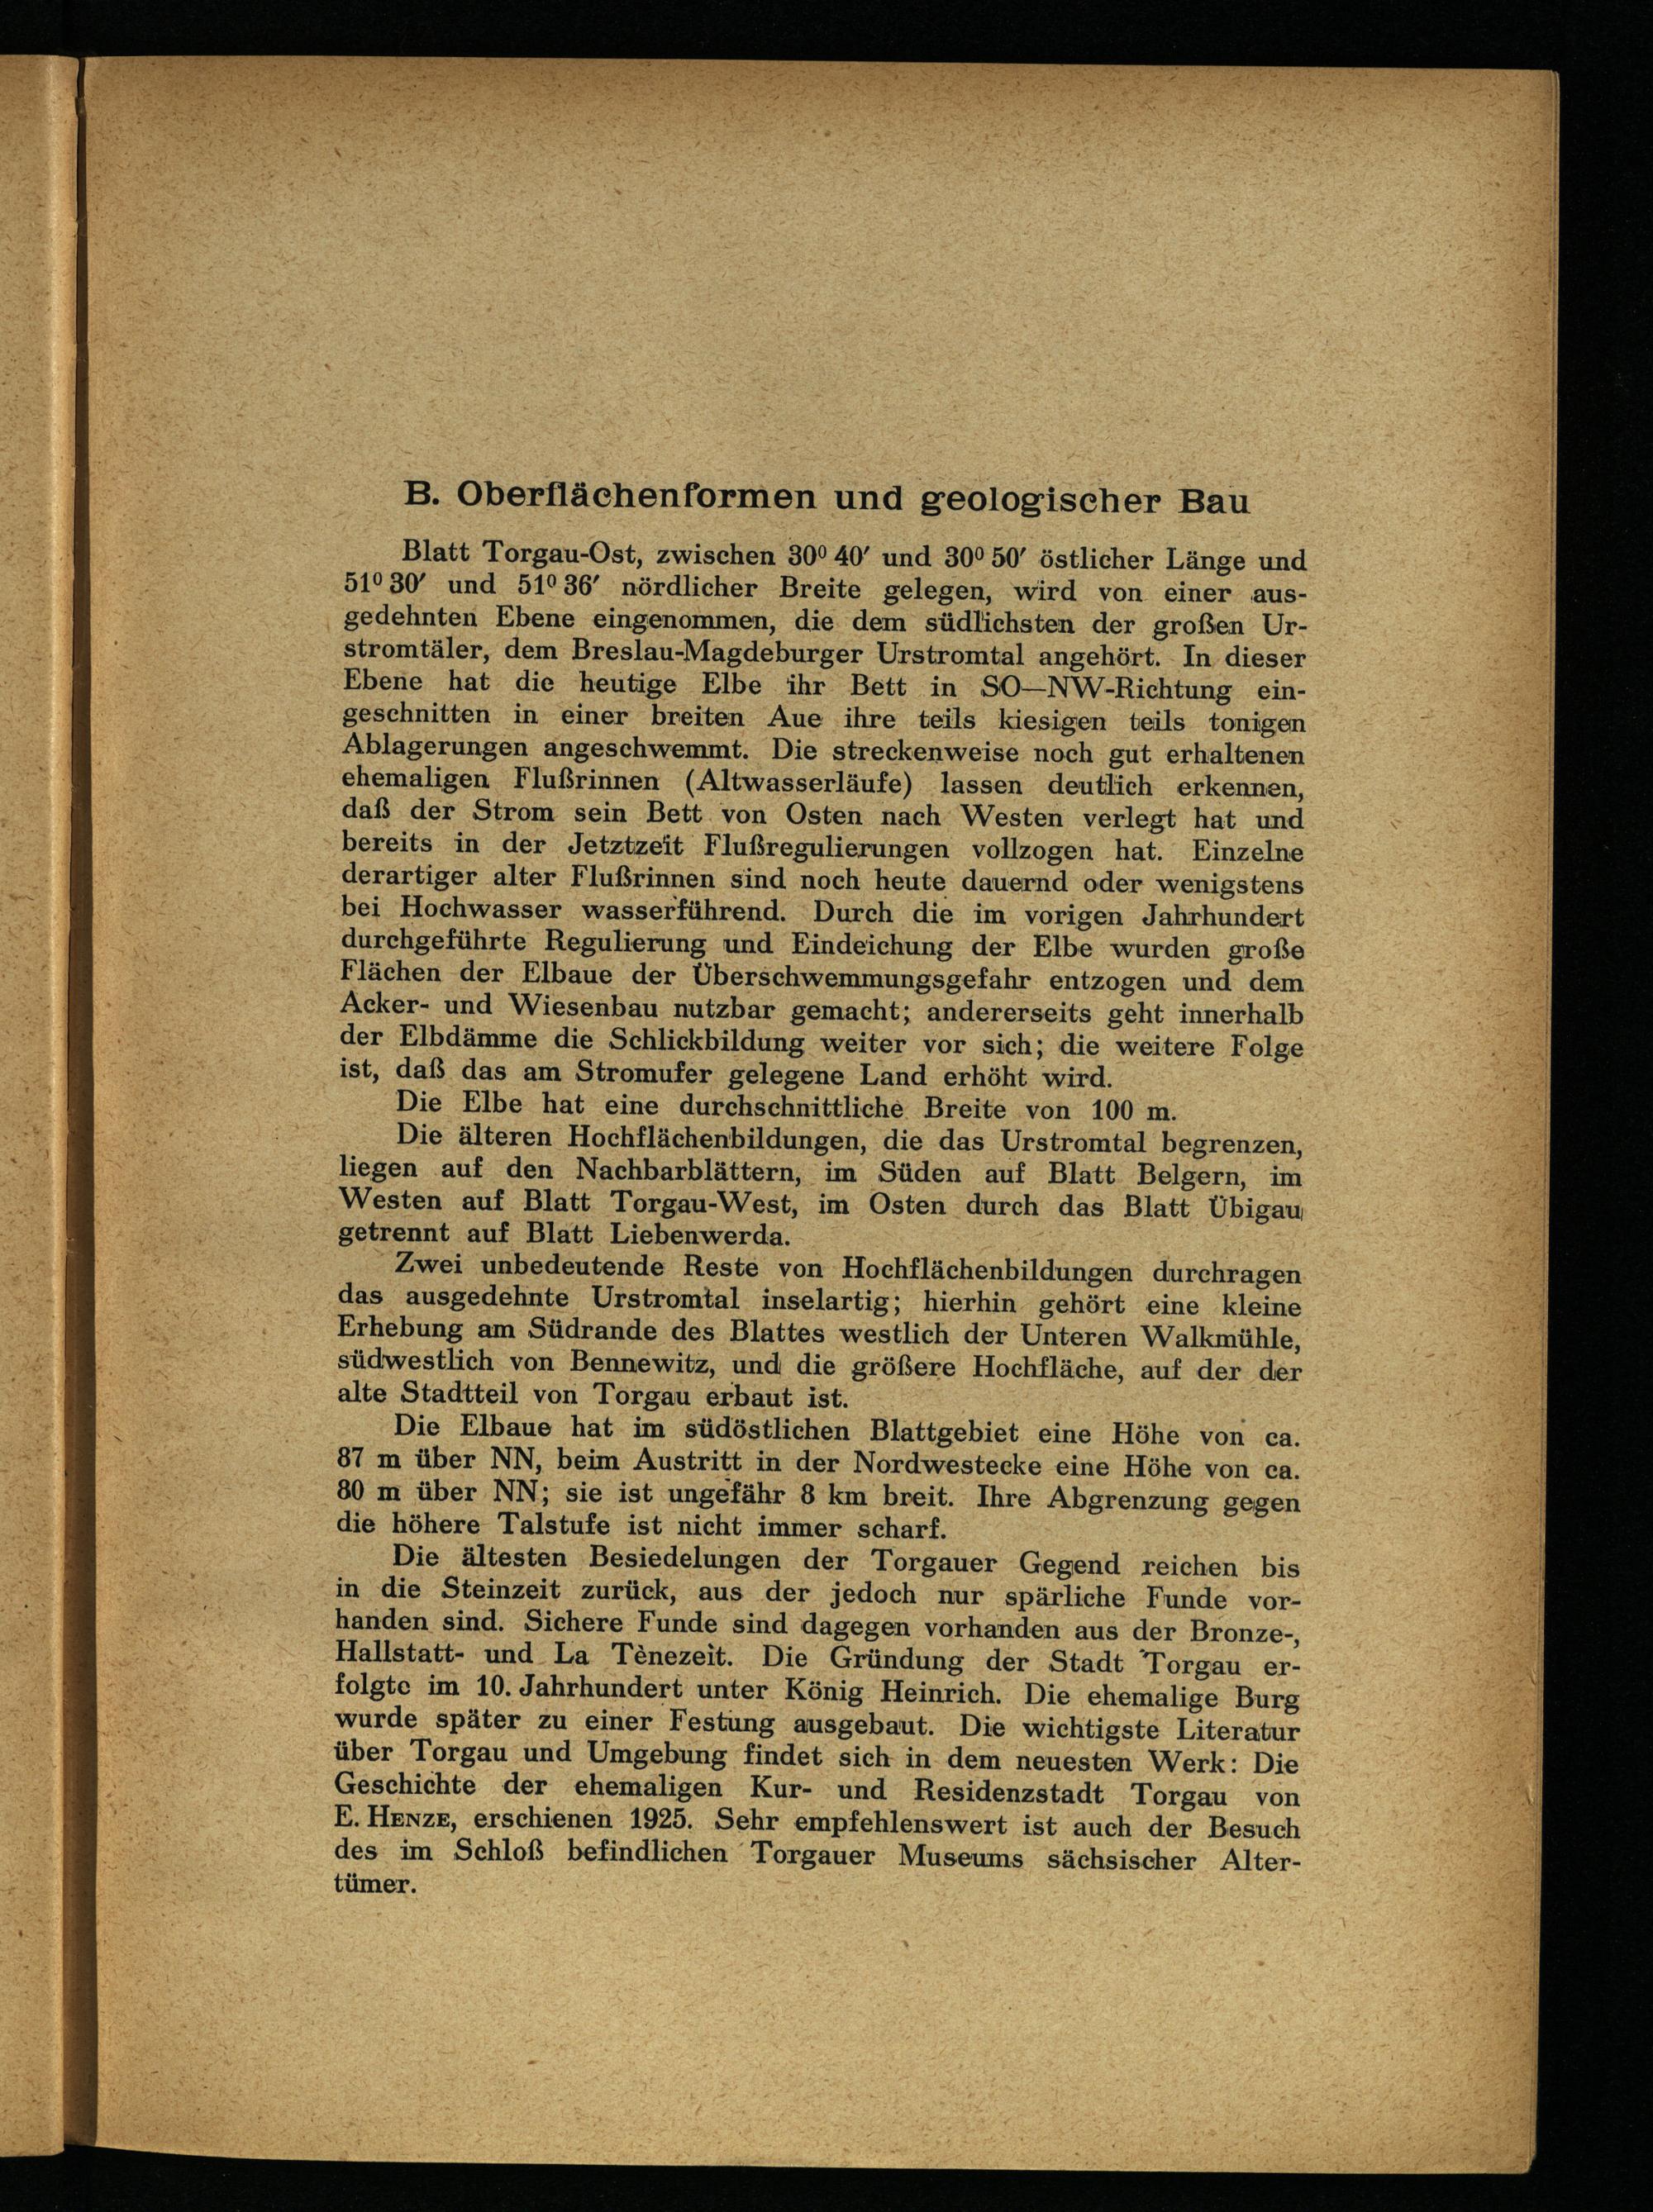 B. Oberflächenformen und geologischer Bau
Blatt Torgau-Ost, zwischen 30⁰ 40′ und 30⁰ 50′ östlicher Länge und
51⁰ 30′ und 51⁰ 36′ nördlicher Breite gelegen, wird von einer aus-
gedehnten Ebene eingenommen, die dem südlichsten der großen Ur-
stromtäler, dem Breslau-Magdeburger Urstromtal angehört. In dieser
Ebene hat die heutige Elbe ihr Bett in SO—NW-Richtung ein-
geschnitten in einer breiten Aue ihre teils kiesigen teils tonigen
Ablagerungen angeschwemmt. Die streckenweise noch gut erhaltenen
ehemaligen Flußrinnen (Altwasserläufe) lassen deutlich erkennen,
daß der Strom sein Bett von Osten nach Westen verlegt hat und
bereits in der Jetztzeit Flußregulierungen vollzogen hat. Einzelne
derartiger alter Flußrinnen sind noch heute dauernd oder wenigstens
bei Hochwasser wasserführend. Durch die im vorigen Jahrhundert
durchgeführte Regulierung und Eindeichung der Elbe wurden große
Flächen der Elbaue der Überschwemmungsgefahr entzogen und dem
Acker- und Wiesenbau nutzbar gemacht; andererseits geht innerhalb
der Elbdämme die Schlickbildung weiter vor sich; die weitere Folge
ist, daß das am Stromufer gelegene Land erhöht wird.
Die Elbe hat eine durchschnittliche Breite von 100 m.
Die älteren Hochflächenbildungen, die das Urstromtal begrenzen,
liegen auf den Nachbarblättern, im Süden auf Blatt Belgern, im
Westen auf Blatt Torgau-West, im Osten durch das Blatt Übigau
getrennt auf Blatt Liebenwerda.
Zwei unbedeutende Reste von Hochflächenbildungen durchragen
das ausgedehnte Urstromtal inselartig; hierhin gehört eine kleine
Erhebung am Südrande des Blattes westlich der Unteren Walkmühle,
südwestlich von Bennewitz, und die größere Hochfläche, auf der der
alte Stadtteil von Torgau erbaut ist.
Die Elbaue hat im südöstlichen Blattgebiet eine Höhe von ca.
87 m über NN, beim Austritt in der Nordwestecke eine Höhe von ca.
80 m über NN; sie ist ungefähr 8 km breit. Ihre Abgrenzung gegen
die höhere Talstufe ist nicht immer scharf.
Die ältesten Besiedelungen der Torgauer Gegend reichen bis
in die Steinzeit zurück, aus der jedoch nur spärliche Funde vor-
handen sind. Sichere Funde sind dagegen vorhanden aus der Bronze-,
Hallstatt- und La Tènezeit. Die Gründung der Stadt Torgau er-
folgte im 10. Jahrhundert unter König Heinrich. Die ehemalige Burg
wurde später zu einer Festung ausgebaut. Die wichtigste Literatur
über Torgau und Umgebung findet sich in dem neuesten Werk: Die
Geschichte der ehemaligen Kur- und Residenzstadt Torgau von
E. HENZE, erschienen 1925. Sehr empfehlenswert ist auch der Besuch
des im Schloß befindlichen Torgauer Museums sächsischer Alter-
tümer.